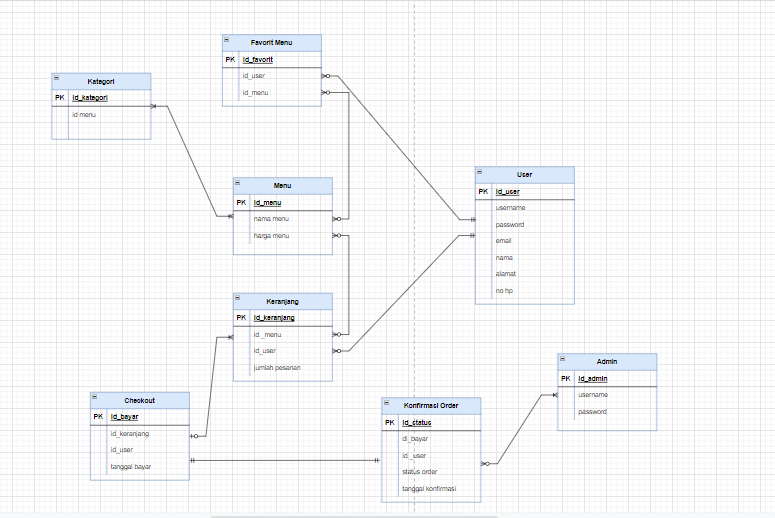 Favorit Menu
PK id_favorit
id_user
id_menu
Kategori
PK id_kategori
id menu
Menu
PK id_menu
nama menu
harga menu
User
PK id_user
username
password
email
nama
alamat
no hp
Keranjang
PK id_keranjang
id _menu
id_user
jumlah pesanan
Admin
PK id_admin
username
password
Checkout
PK id_bayar
id_keranjang
id_user
tanggal bayar
Konfirmasi Order
PK id_status
di_bayar
id _user
status order
tanggal konfirmasi